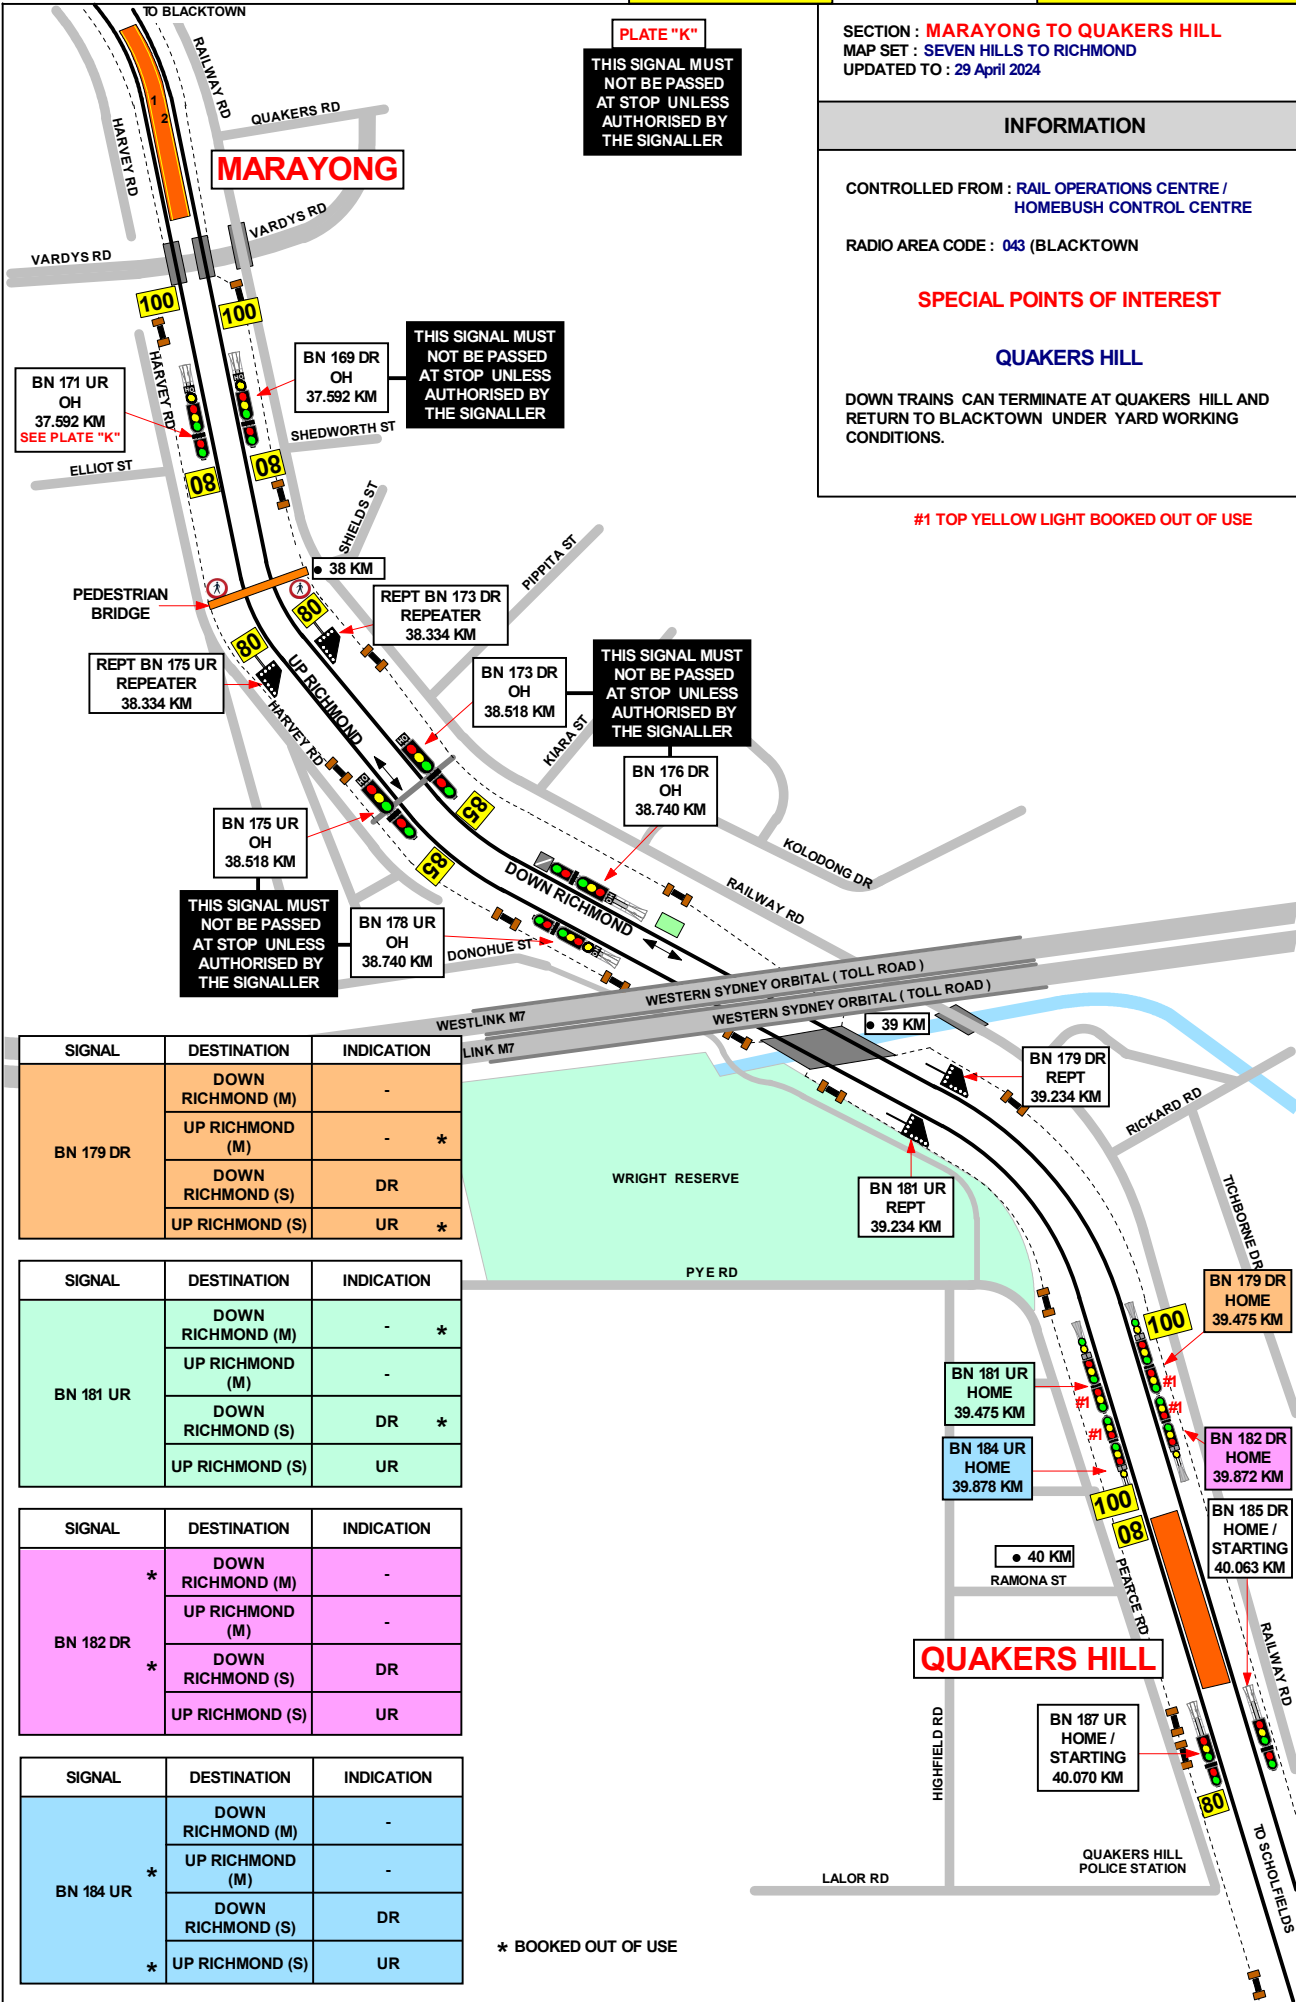 TO BLACKTOWN
PLATE "K"
THIS SIGNAL MUST
NOT BE PASSED
AT STOP UNLESS
AUTHORISED BY
THE SIGNALLER
SECTION : MARAYONG TO QUAKERS HILL
MAP SET : SEVEN HILLS TO RICHMOND
UPDATED TO : 29 April 2024
INFORMATION
CONTROLLED FROM : RAIL OPERATIONS CENTRE /
HOMEBUSH CONTROL CENTRE
RADIO AREA CODE : 043 (BLACKTOWN
SPECIAL POINTS OF INTEREST
QUAKERS HILL
DOWN TRAINS CAN TERMINATE AT QUAKERS HILL AND
RETURN TO BLACKTOWN UNDER YARD WORKING
CONDITIONS.
#1 TOP YELLOW LIGHT BOOKED OUT OF USE
RAILWAY RD
HARVEY RD
1
2
QUAKERS RD
MARAYONG
VARDYS RD
VARDYS RD
100
100
HARVEY RD
BN 169 DR
OH
37.592 KM
THIS SIGNAL MUST
NOT BE PASSED
AT STOP UNLESS
AUTHORISED BY
THE SIGNALLER
BN 171 UR
OH
37.592 KM
SEE PLATE "K"
SHEDWORTH ST
ELLIOT ST
80
80
SHIELDS ST
38 KM
PIPPITA ST
PEDESTRIAN
BRIDGE
80
REPT BN 173 DR
REPEATER
38.334 KM
80
REPT BN 175 UR
REPEATER
38.334 KM
UP RICHMOND
HARVEY RD
BN 173 DR
OH
38.518 KM
THIS SIGNAL MUST
NOT BE PASSED
AT STOP UNLESS
AUTHORISED BY
THE SIGNALLER
KIARA ST
BN 176 DR
OH
38.740 KM
85
85
BN 175 UR
OH
38.518 KM
KOLODONG DR
RAILWAY RD
DOWN RICHMOND
THIS SIGNAL MUST
NOT BE PASSED
AT STOP UNLESS
AUTHORISED BY
THE SIGNALLER
BN 178 UR
OH
38.740 KM
DONOHUE ST
WESTERN SYDNEY ORBITAL ( TOLL ROAD )
WESTERN SYDNEY ORBITAL ( TOLL ROAD )
WESTLINK M7
LINK M7
39 KM
BN 179 DR
REPT
39.234 KM
RICKARD RD
TICHBORNE DR
BN 181 UR
REPT
39.234 KM
WRIGHT RESERVE
PYE RD
SIGNAL DESTINATION INDICATION
BN 179 DR
DOWN
RICHMOND (M) -
UP RICHMOND
(M) - *
DOWN
RICHMOND (S) DR
UP RICHMOND (S) UR *
SIGNAL DESTINATION INDICATION
BN 181 UR
DOWN
RICHMOND (M) - *
UP RICHMOND
(M) -
DOWN
RICHMOND (S) DR *
UP RICHMOND (S) UR
SIGNAL DESTINATION INDICATION
BN 182 DR
* DOWN
RICHMOND (M) -
UP RICHMOND
(M) -
* DOWN
RICHMOND (S) DR
UP RICHMOND (S) UR
SIGNAL DESTINATION INDICATION
BN 184 UR
DOWN
RICHMOND (M) -
* UP RICHMOND
(M) -
DOWN
RICHMOND (S) DR
* UP RICHMOND (S) UR
* BOOKED OUT OF USE
BN 179 DR
HOME
39.475 KM
100
#1
#1
BN 181 UR
HOME
39.475 KM
#1
#1
BN 184 UR
HOME
39.878 KM
BN 182 DR
HOME
39.872 KM
100
80
BN 185 DR
HOME /
STARTING
40.063 KM
40 KM
RAMONA ST
PEARCE RD
QUAKERS HILL
RAILWAY RD
HIGHFIELD RD
BN 187 UR
HOME /
STARTING
40.070 KM
80
TO SCHOLFIELDS
QUAKERS HILL
POLICE STATION
LALOR RD